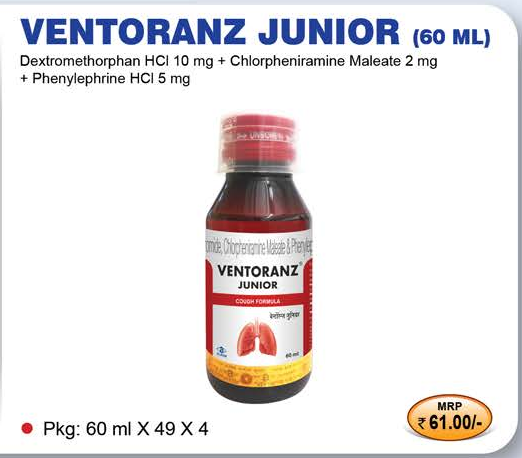 VENTORANZ JUNIOR (60 ML)
Dextromethorphan HCl 10 mg + Chlorpheniramine Maleate 2 mg
+ Phenylephrine HCl 5 mg
Chlorpheniramine Maleate &
VENTORANZ®
JUNIOR
COUGH FORMULA
वेन्टोरेन्ज जूनियर
60 ml
Pkg: 60 ml X 49 X 4
MRP
₹ 61.00/-